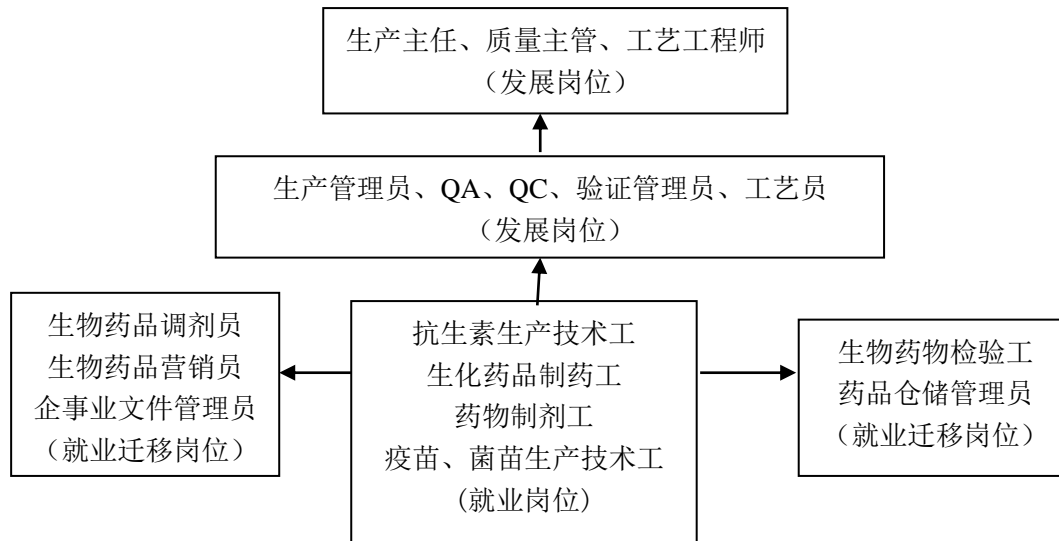 生产主任、质量主管、工艺工程师
（发展岗位）
生产管理员、QA、QC、验证管理员、工艺员
（发展岗位）
生物药品调剂员
生物药品营销员
企事业文件管理员
（就业迁移岗位）
抗生素生产技术工
生化药品制药工
药物制剂工
疫苗、菌苗生产技术工
(就业岗位)
生物药物检验工
药品仓储管理员
（就业迁移岗位）